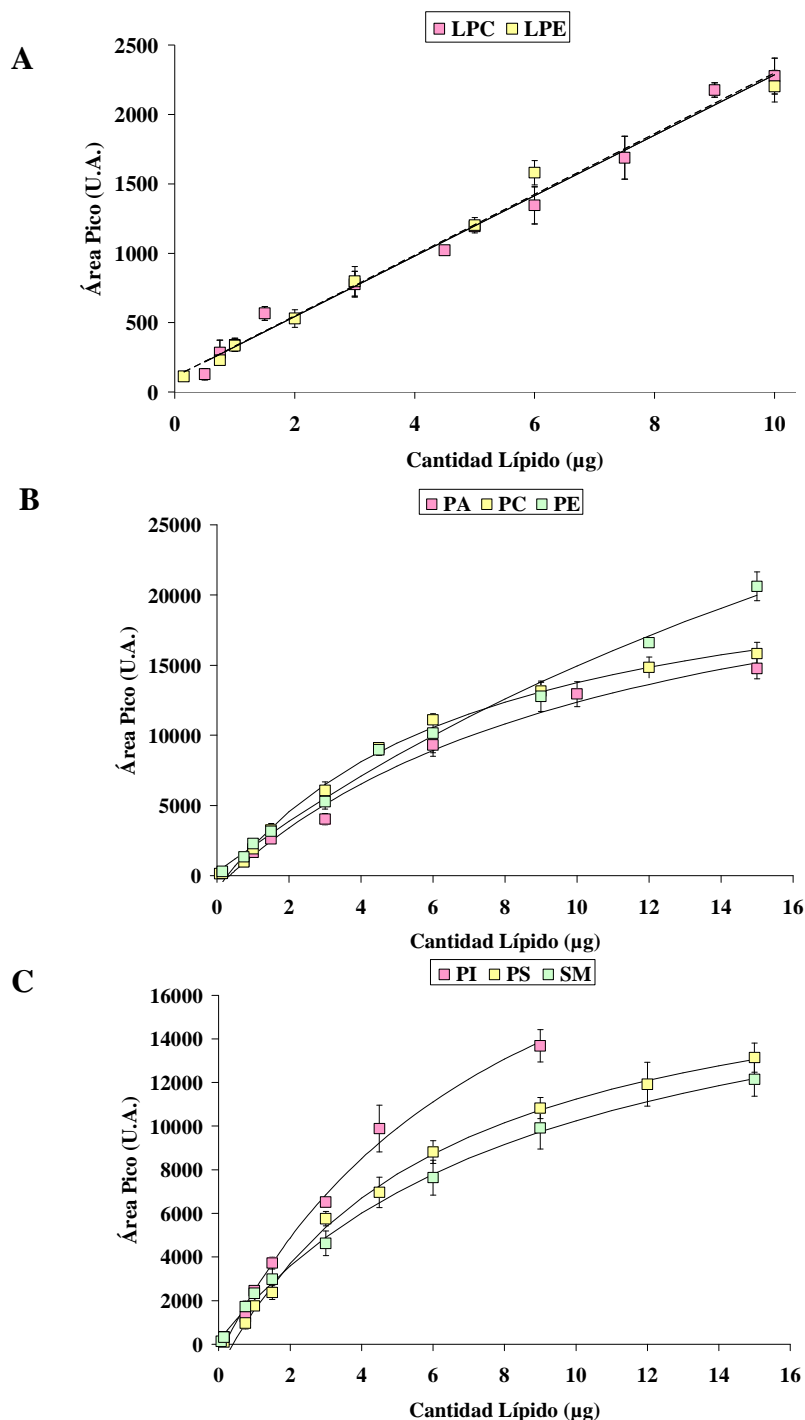 A
LPC LPE
2500
2000
1500
1000
500
0
Área Pico (U.A.)
0 2 4 6 8 10
Cantidad Lípido (µg)
B
PA PC PE
25000
20000
15000
10000
5000
0
Área Pico (U.A.)
0 2 4 6 8 10 12 14 16
Cantidad Lípido (µg)
C
PI PS SM
16000
14000
12000
10000
8000
6000
4000
2000
0
Área Pico (U.A.)
0 2 4 6 8 10 12 14 16
Cantidad Lípido (µg)